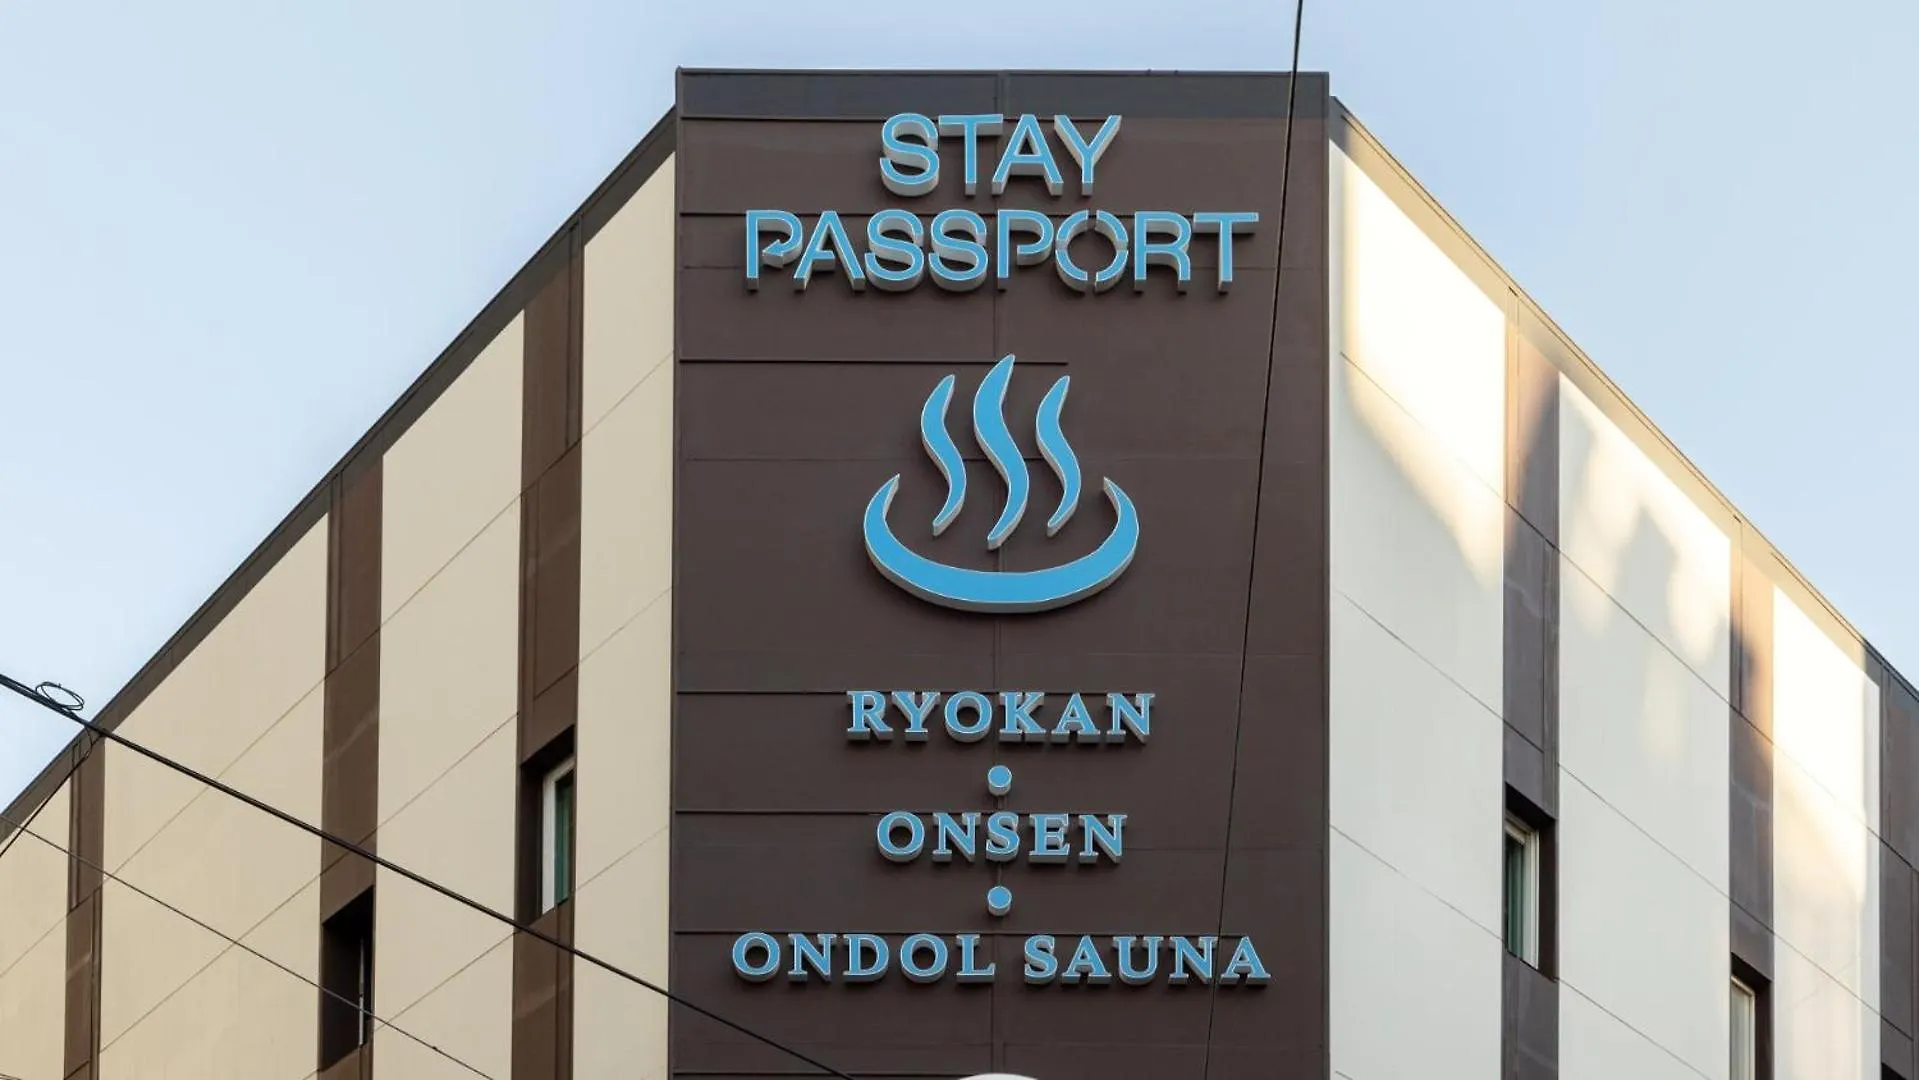 STAY
PASSPORT
RYOKAN
•
ONSEN
•
ONDOL SAUNA